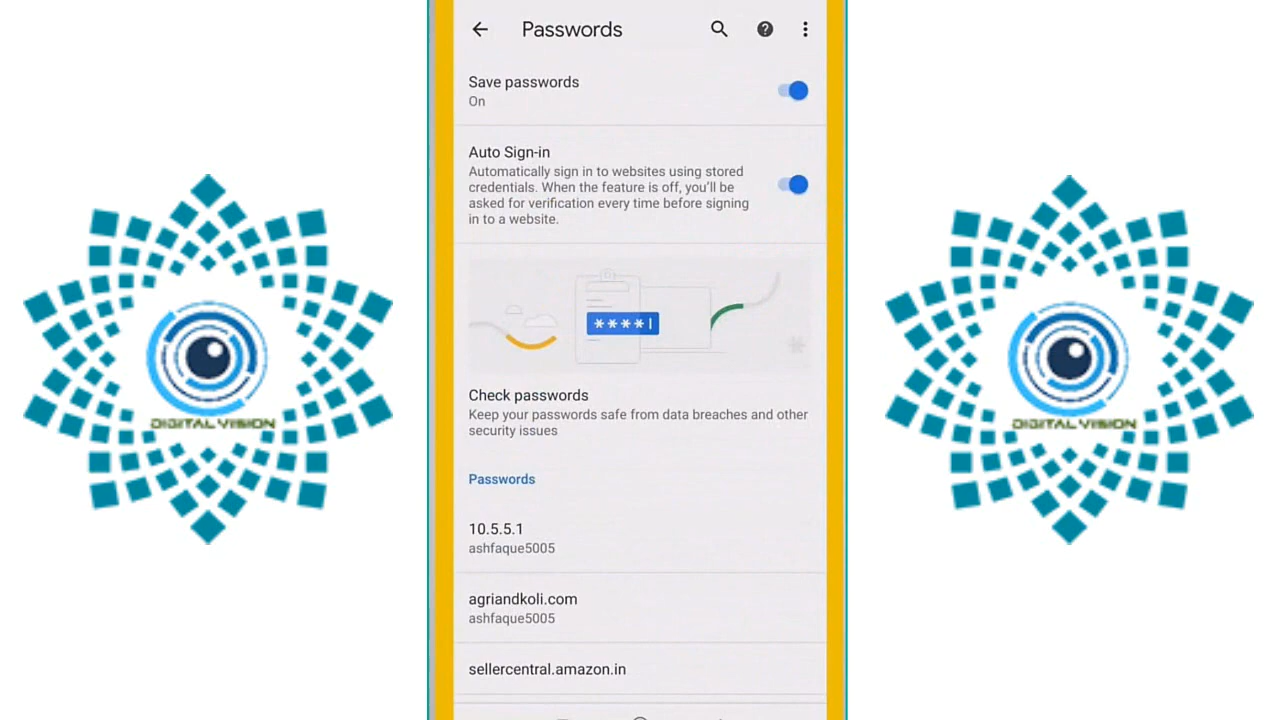 Passwords
Save passwords
On
Auto Sign-in
Automatically sign in to websites using stored
credentials. When the feature is off, you'll be
asked for verification every time before signing
in to a website.
****|
Check passwords
Keep your passwords safe from data breaches and other
security issues
Passwords
10.5.5.1
ashfaque5005
agriandkoli.com
ashfaque5005
sellercentral.amazon.in
DIGITAL VISION
DIGITAL VISION